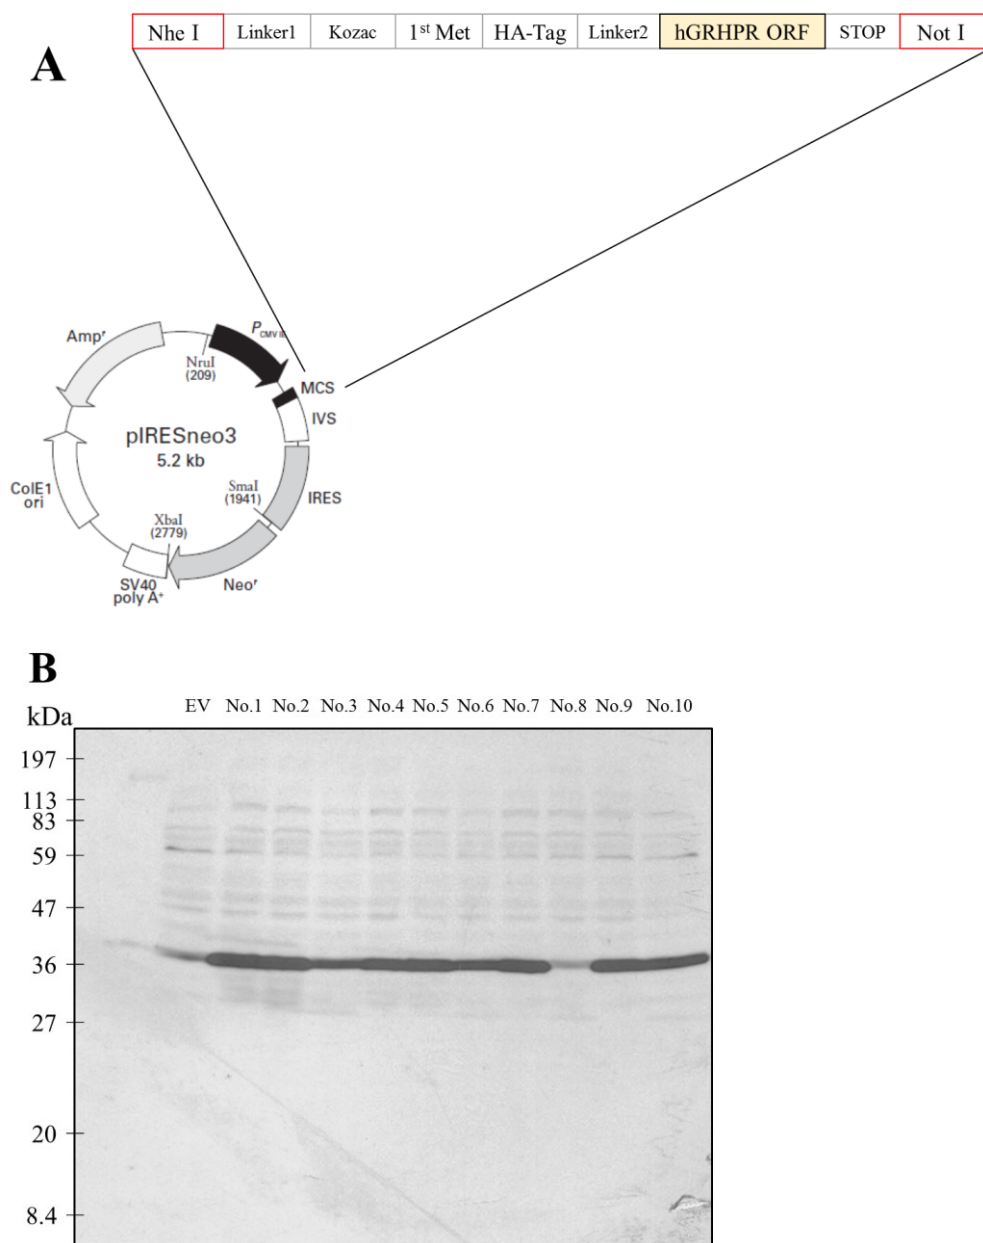 Nhe I Linker1 Kozac 1st Met HA-Tag Linker2 hGRHPR ORF STOP Not I
A
Ampr
PCMV IE
NruI
(209)
MCS
IVS
pIRESneo3
5.2 kb
ColE1
ori
SmaI
(1941)
IRES
XbaI
(2779)
SV40
poly A+
Neor
B
EV No.1 No.2 No.3 No.4 No.5 No.6 No.7 No.8 No.9 No.10
kDa
197
113
83
59
47
36
27
20
8.4